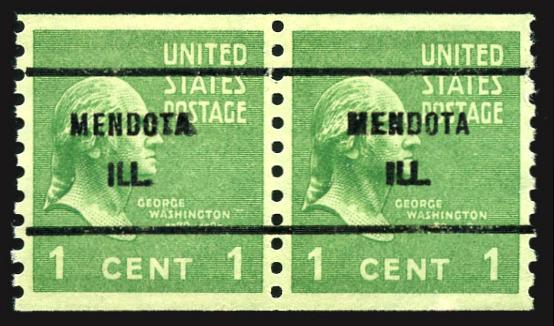 UNITED
STATES
POSTAGE
MENDOTA
ILL.
GEORGE
WASHINGTON
1 CENT 1
UNITED
STATES
POSTAGE
MENDOTA
ILL.
GEORGE
WASHINGTON
1 CENT 1